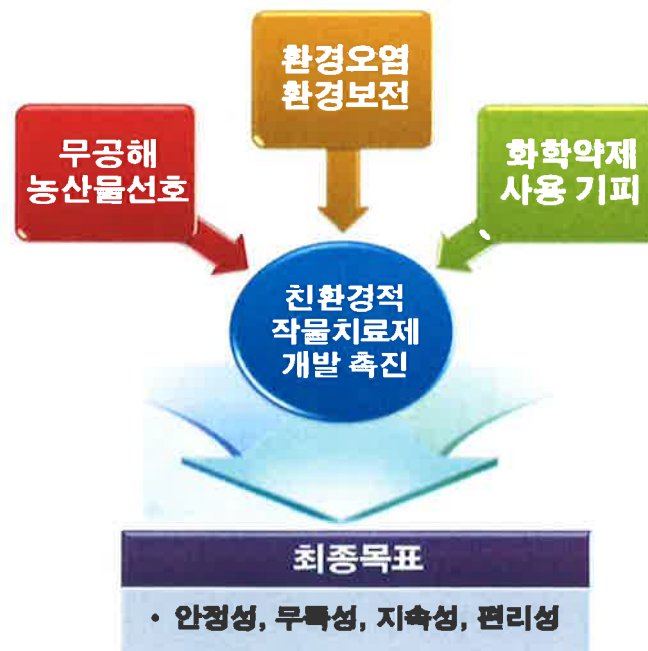 환경오염
환경보전
무공해
농산물선호
화학약제
사용 기피
친환경적
작물치료제
개발 촉진
최종목표
• 안정성, 무독성, 지속성, 편리성